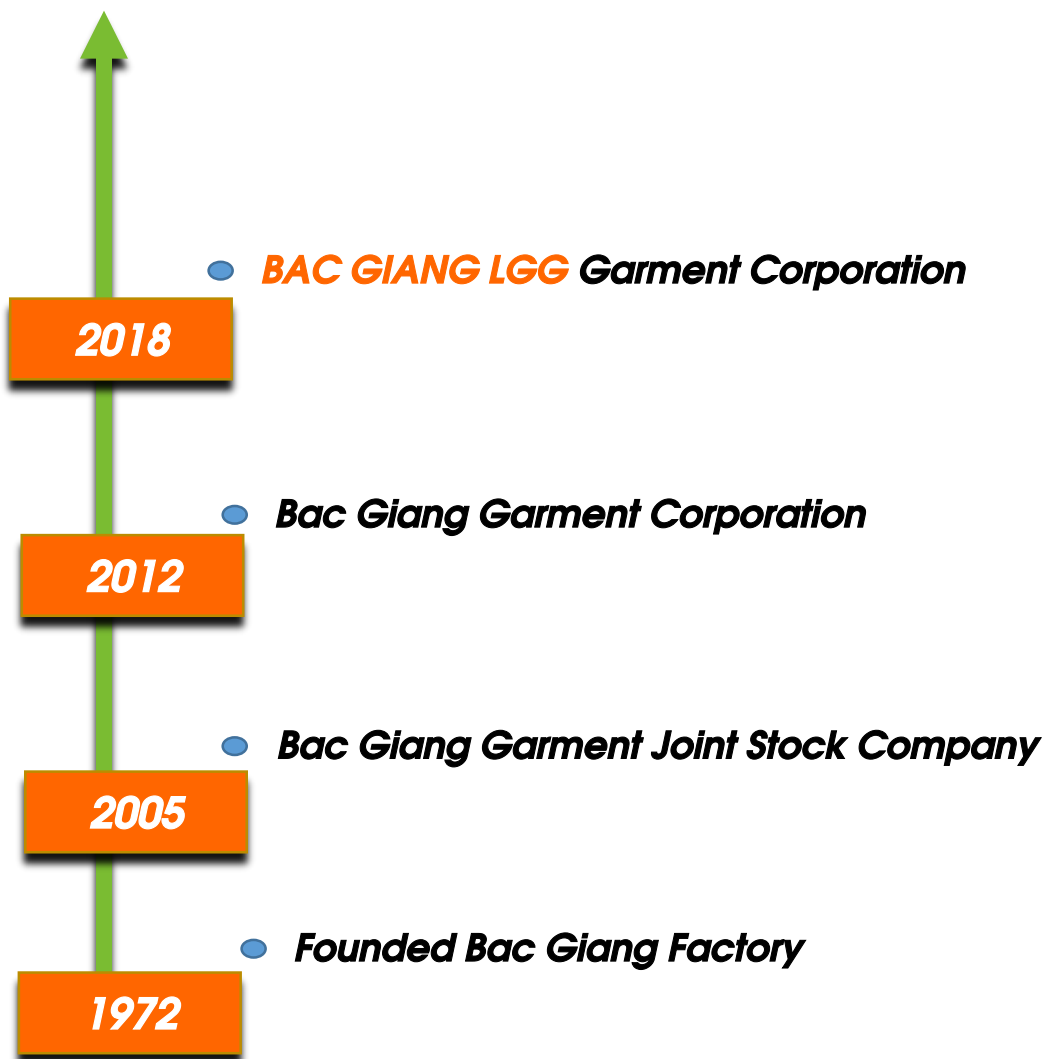 BAC GIANG LGG Garment Corporation
2018
Bac Giang Garment Corporation
2012
Bac Giang Garment Joint Stock Company
2005
Founded Bac Giang Factory
1972